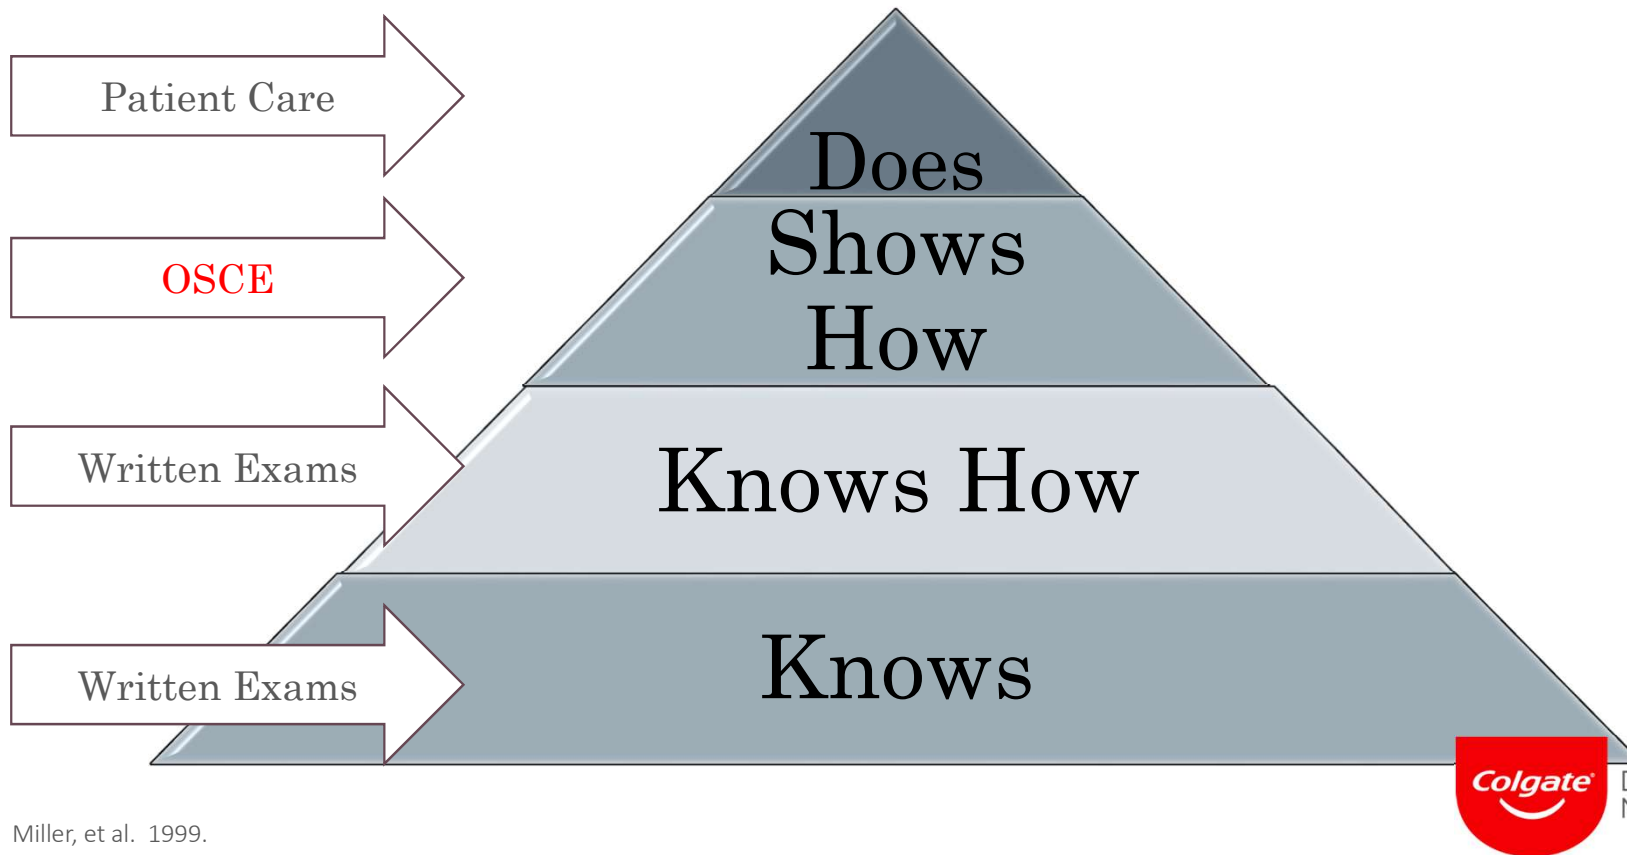 Patient Care
Does
OSCE
Shows
How
Written Exams
Knows How
Written Exams
Knows
Colgate®
Miller, et al. 1999.